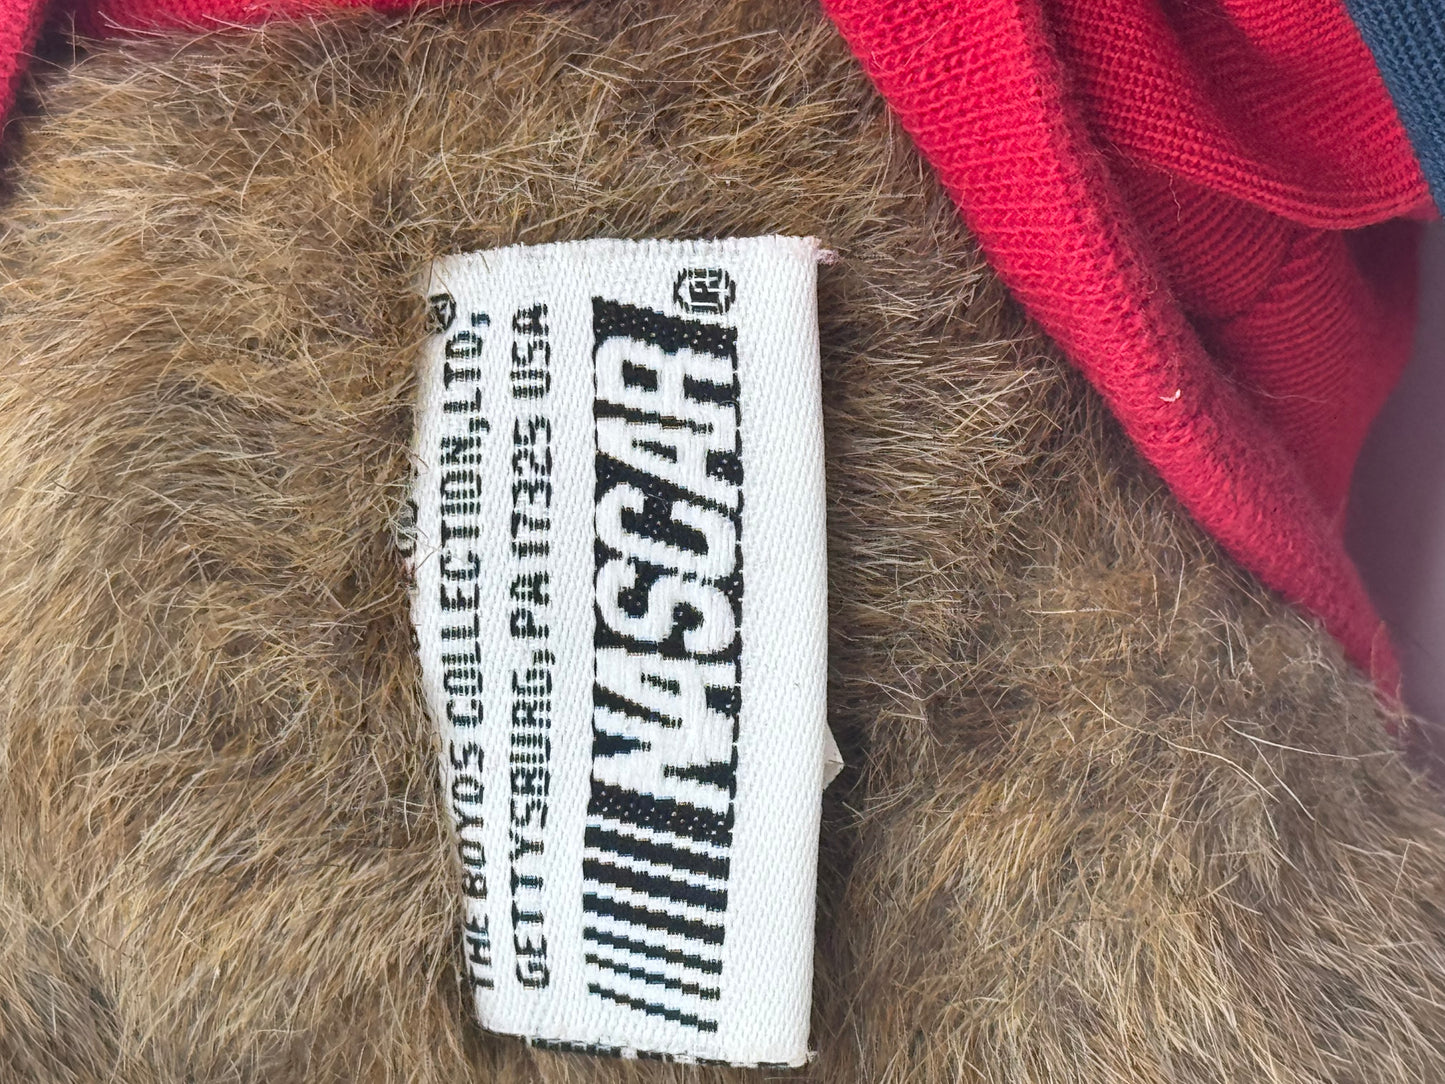 NASCAR®
GETTYSBURG, PA 17325 USA
THE BOYDS COLLECTION, LTD,®